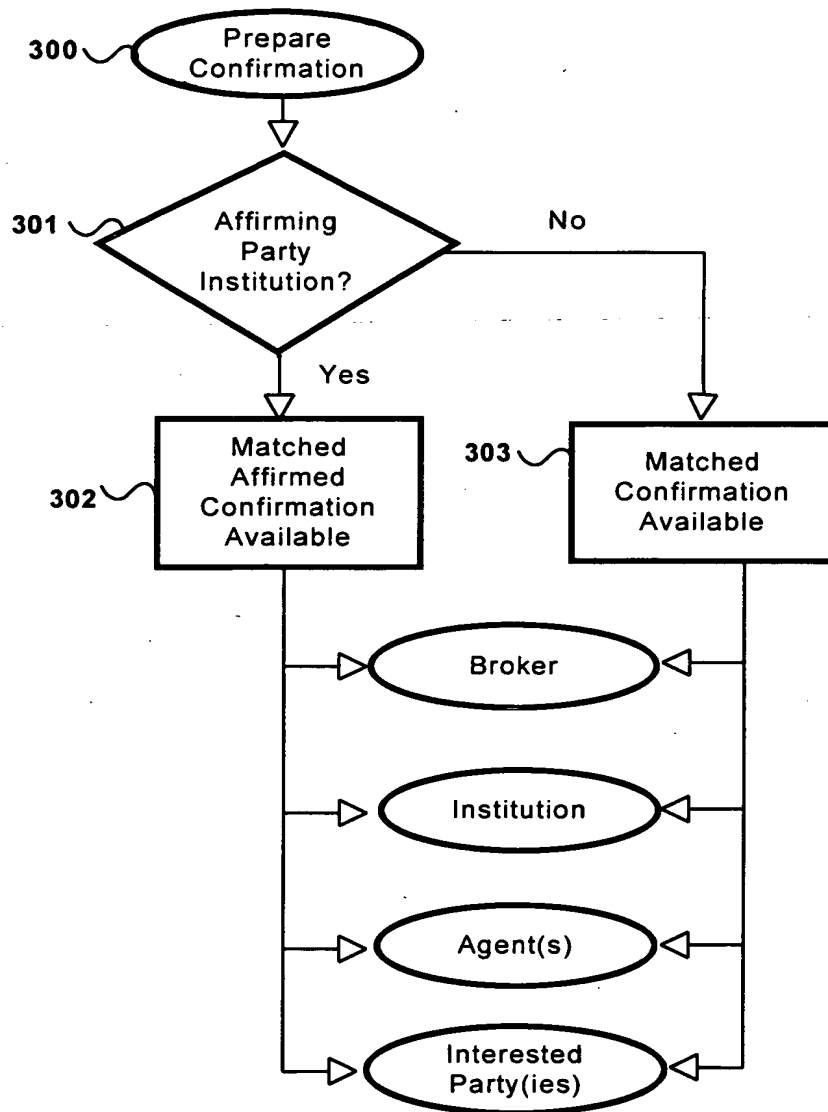 300
Prepare
Confirmation
301
Affirming
Party
Institution?
No
Yes
302
Matched
Affirmed
Confirmation
Available
303
Matched
Confirmation
Available
Broker
Institution
Agent(s)
Interested
Party(ies)